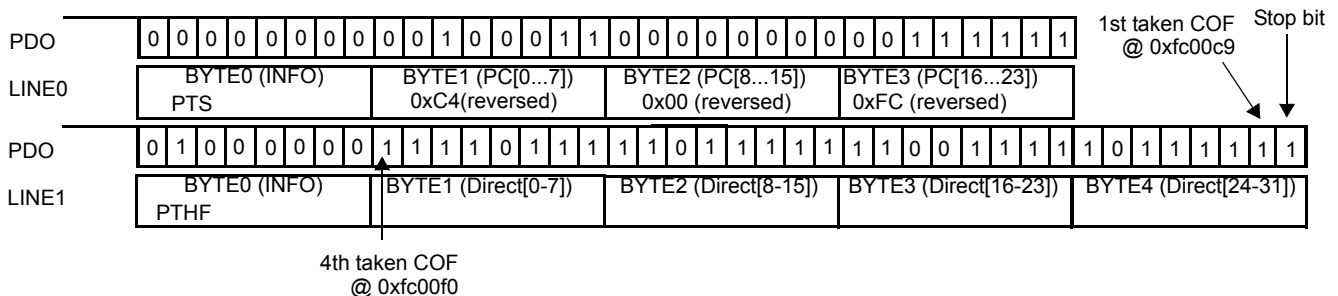 1st taken COF Stop bit
@ 0xfc00c9
PDO 0 0 0 0 0 0 0 0 0 0 1 0 0 0 1 1 0 0 0 0 0 0 0 0 0 0 1 1 1 1 1 1
LINE0 BYTE0 (INFO) BYTE1 (PC[0...7]) BYTE2 (PC[8...15]) BYTE3 (PC[16...23])
PTS 0xC4(reversed) 0x00 (reversed) 0xFC (reversed)
PDO 0 1 0 0 0 0 0 0 1 1 1 1 0 1 1 1 1 1 0 1 1 1 1 1 1 1 0 0 1 1 1 1 1 0 1 1 1 1 1 1
LINE1 BYTE0 (INFO) BYTE1 (Direct[0-7]) BYTE2 (Direct[8-15]) BYTE3 (Direct[16-23]) BYTE4 (Direct[24-31])
PTHF
4th taken COF
@ 0xfc00f0